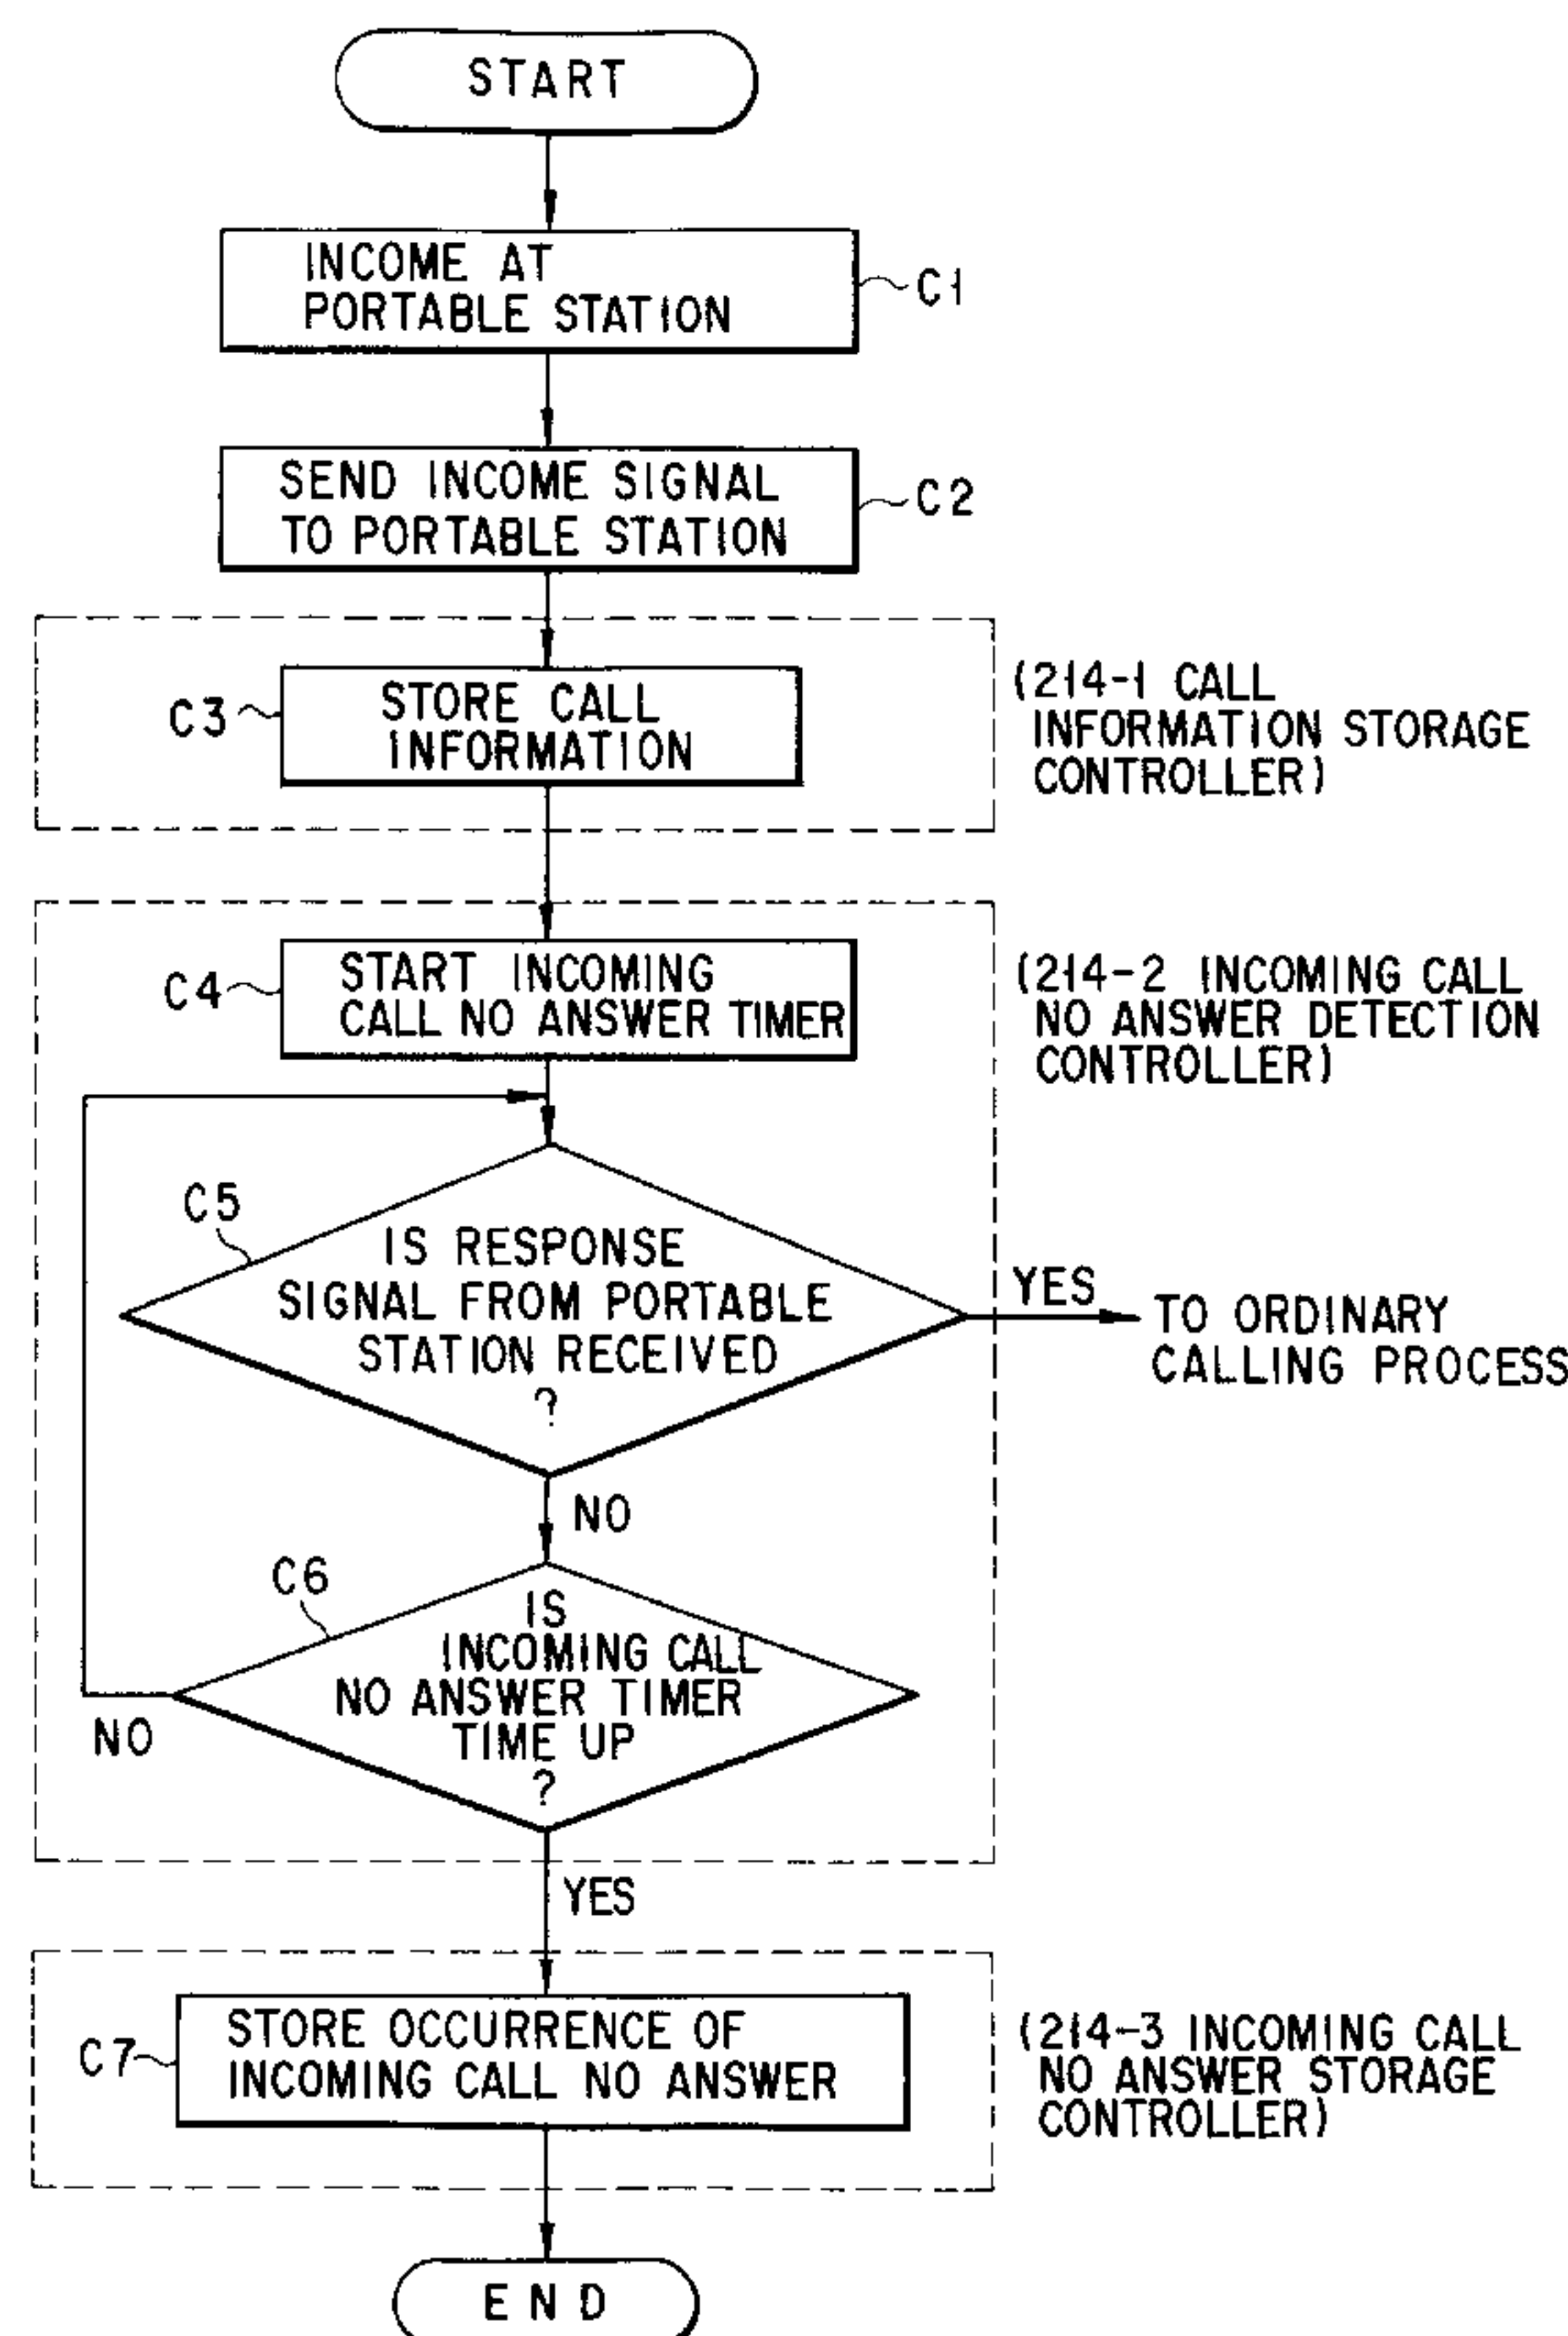 START
INCOME AT
PORTABLE STATION
C1
SEND INCOME SIGNAL
TO PORTABLE STATION
C2
C3
STORE CALL
INFORMATION
(214-1 CALL
INFORMATION STORAGE
CONTROLLER)
C4
START INCOMING
CALL NO ANSWER TIMER
(214-2 INCOMING CALL
NO ANSWER DETECTION
CONTROLLER)
C5
IS RESPONSE
SIGNAL FROM PORTABLE
STATION RECEIVED
?
YES
TO ORDINARY
CALLING PROCESS
NO
C6
IS
INCOMING CALL
NO ANSWER TIMER
TIME UP
?
NO
YES
C7
STORE OCCURRENCE OF
INCOMING CALL NO ANSWER
(214-3 INCOMING CALL
NO ANSWER STORAGE
CONTROLLER)
END